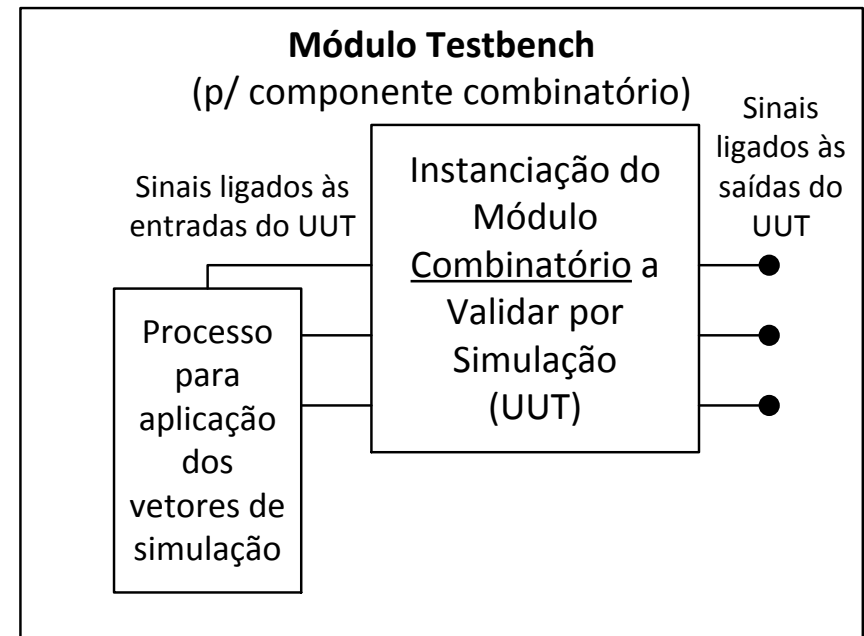 Módulo Testbench
(p/ componente combinatório)
Sinais
ligados às
saídas do
UUT
Sinais ligados às
entradas do UUT
Instanciação do
Módulo
Combinatório a
Validar por
Simulação
(UUT)
Processo
para
aplicação
dos
vetores de
simulação